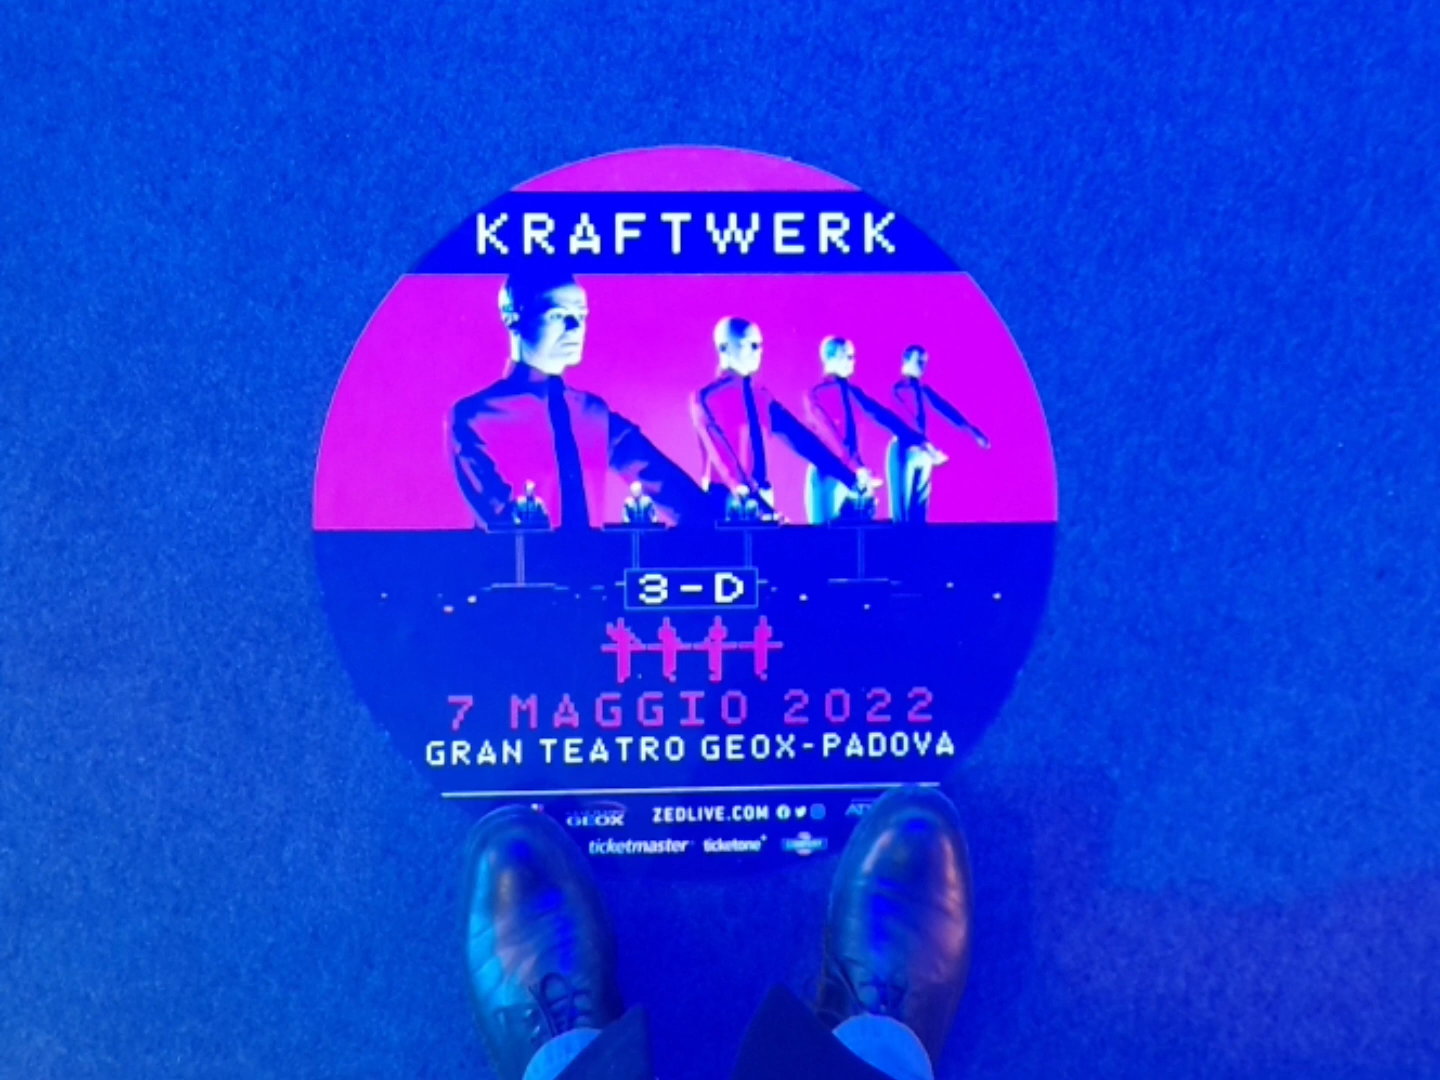 KRAFTWERK
3-D
7 MAGGIO 2022
GRAN TEATRO GEOX-PADOVA
GEOX ZEDLIVE.COM
ticketmaster ticketone